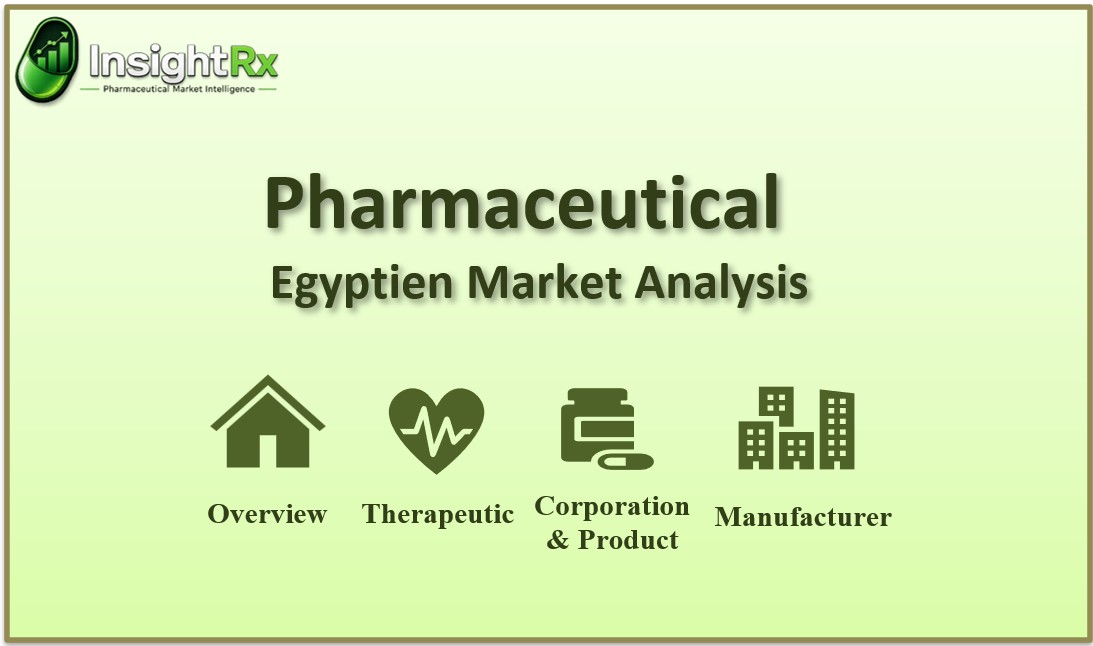 InsightRx
Pharmaceutical Market Intelligence
Pharmaceutical
Egyptien Market Analysis
Overview
Therapeutic
Corporation
& Product
Manufacturer